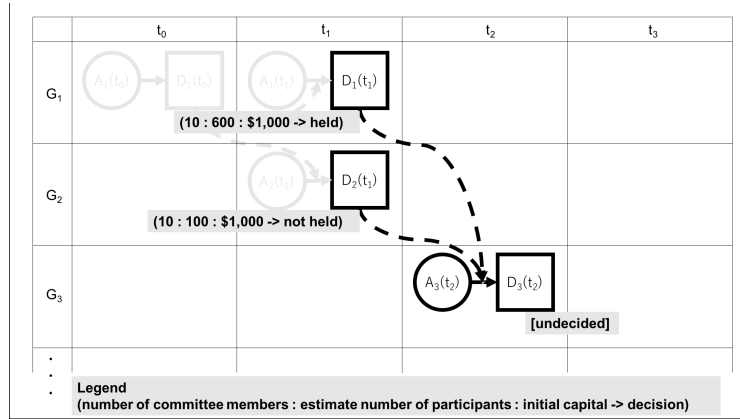 t0 t1 t2 t3
G1 A1(t0) D1(t0) A1(t1) D1(t1)
(10 : 600 : $1,000 -> held)
G2 A2(t1) D2(t1)
(10 : 100 : $1,000 -> not held)
G3 A3(t2) D3(t2)
[undecided]
Legend
(number of committee members : estimate number of participants : initial capital -> decision)